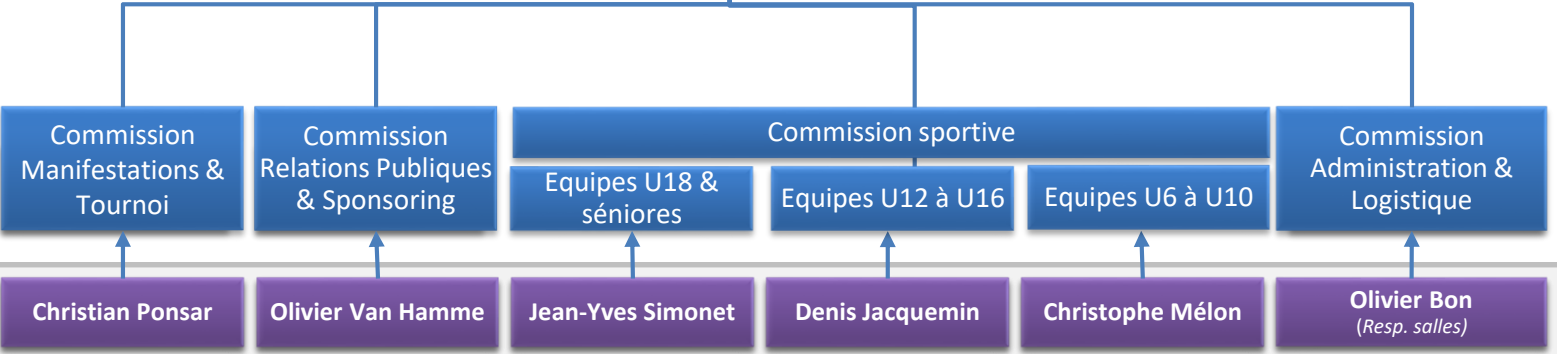 Commission
Manifestations &
Tournoi
Commission
Relations Publiques
& Sponsoring
Commission sportive
Equipes U18 &
séniores
Equipes U12 à U16
Equipes U6 à U10
Commission
Administration &
Logistique
Christian Ponsar
Olivier Van Hamme
Jean-Yves Simonet
Denis Jacquemin
Christophe Mélon
Olivier Bon
(Resp. salles)